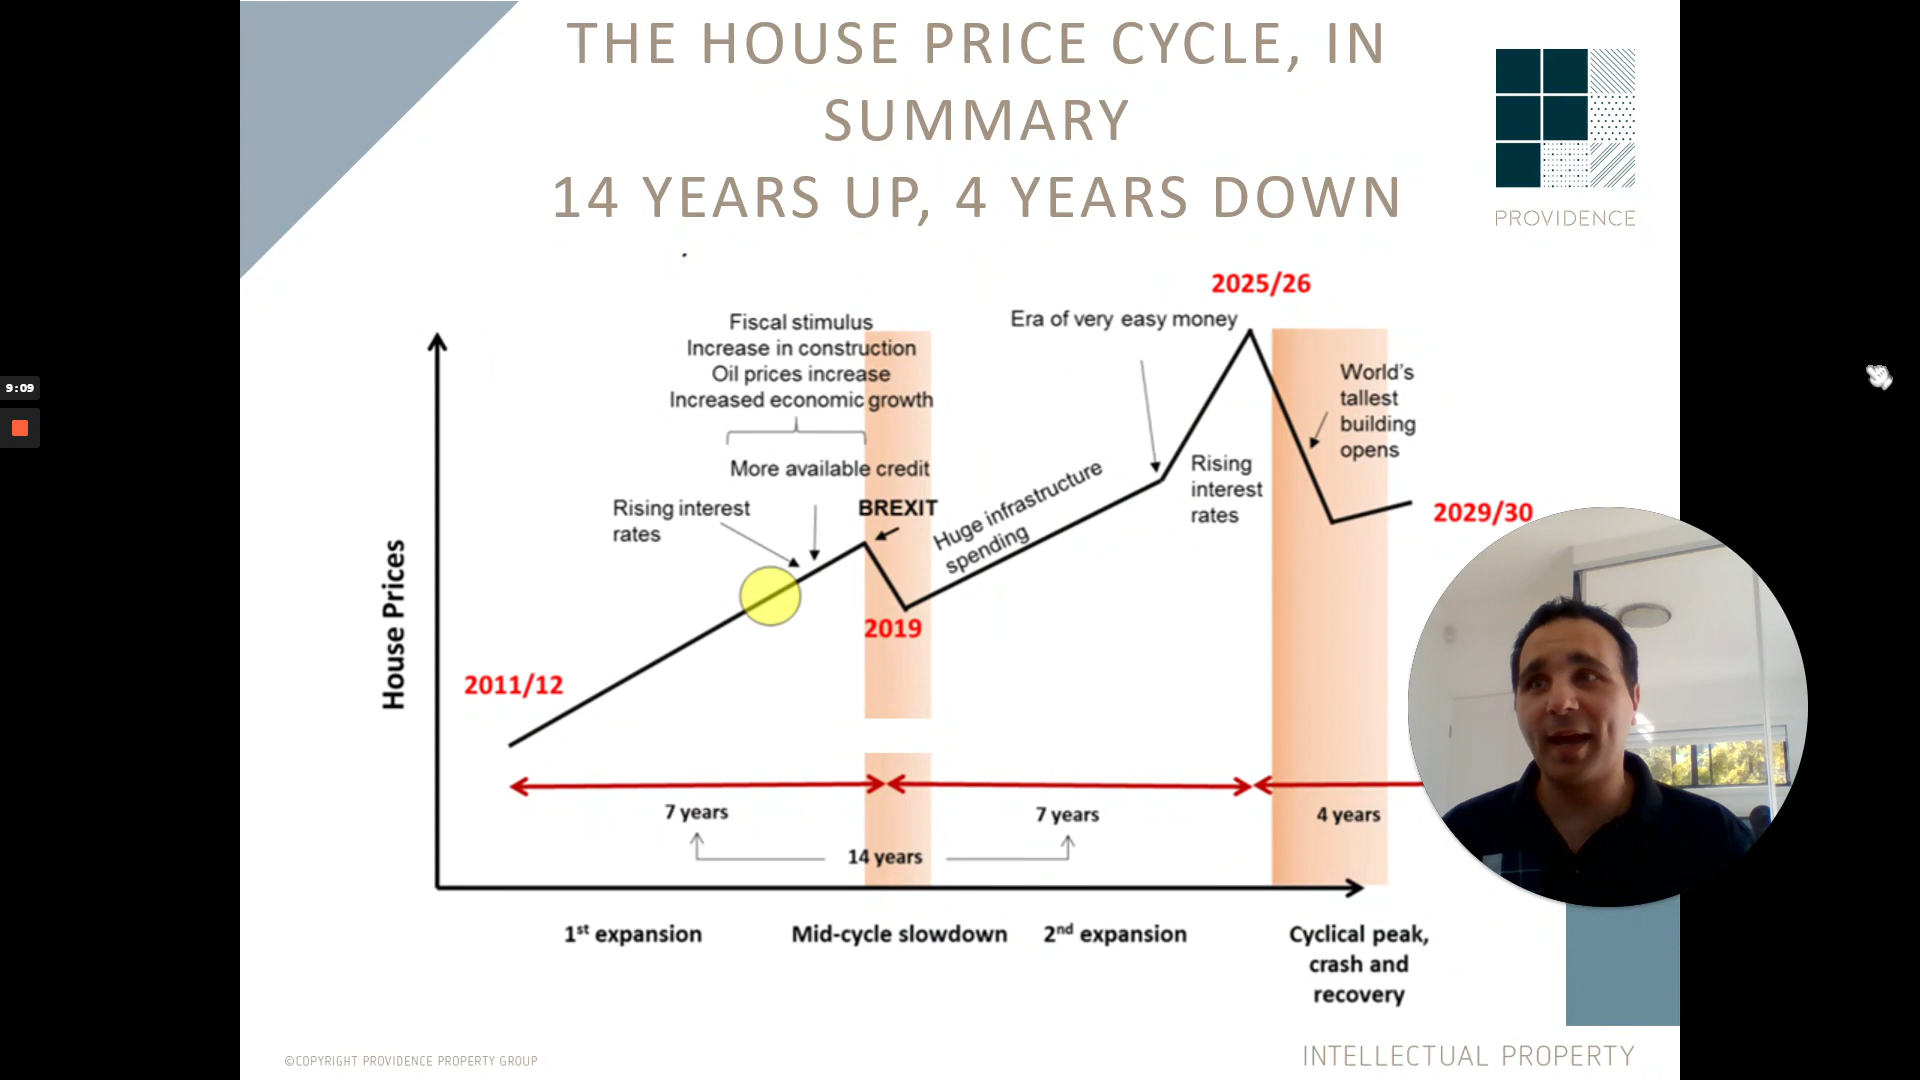 THE HOUSE PRICE CYCLE, IN
SUMMARY
14 YEARS UP, 4 YEARS DOWN
PROVIDENCE
2025/26
Era of very easy money
Fiscal stimulus
Increase in construction
Oil prices increase
Increased economic growth
World's
tallest
building
opens
9:09
More available credit
Rising interest
rates
BREXIT
Huge infrastructure
spending
Rising
interest
rates
2029/30
2019
2011/12
House Prices
7 years
7 years
4 years
14 years
1st expansion
Mid-cycle slowdown
2nd expansion
Cyclical peak,
crash and
recovery
©COPYRIGHT PROVIDENCE PROPERTY GROUP
INTELLECTUAL PROPERTY